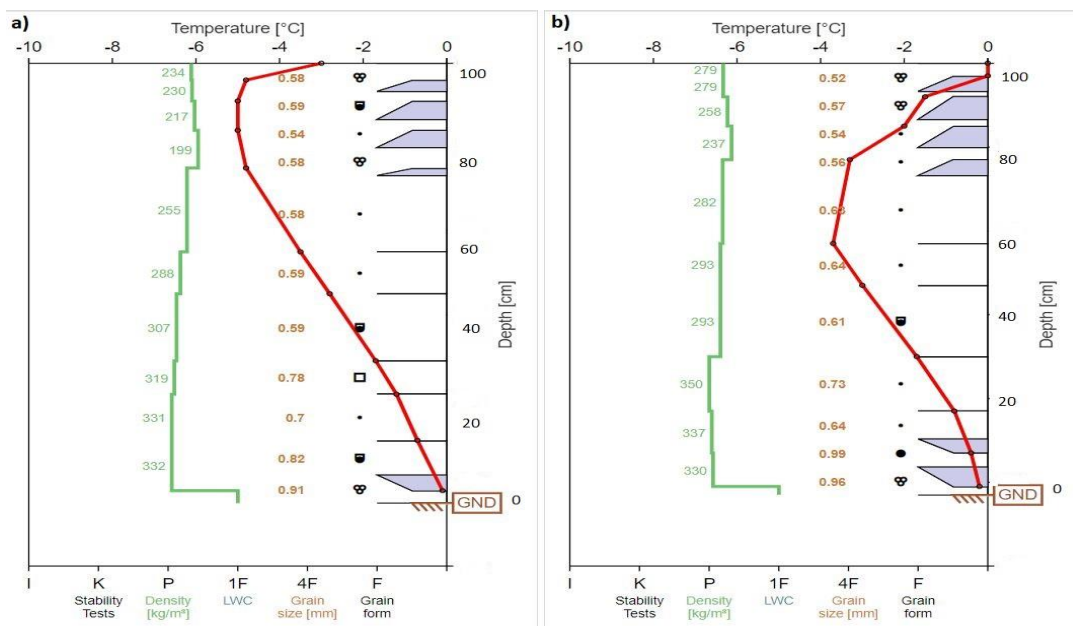 a)
Temperature [°C]
-10 -8 -6 -4 -2 0
234 0.58 100
230
217 0.59
199 0.54
0.58 80
255 0.58
60
288 0.59
307 0.59 40
319 0.78
331 0.7 20
332 0.82
0.91
GND 0
Depth [cm]
I K P 1F 4F F
Stability Tests
Density [kg/m³]
LWC
Grain size [mm]
Grain form
b)
Temperature [°C]
-10 -8 -6 -4 -2 0
279 0.52 100
279
258 0.57
237 0.54
0.56 80
282 0.63
60
293 0.64
293 0.61 40
350 0.73
20
337 0.64
0.99
330 0.96
GND 0
Depth [cm]
I K P 1F 4F F
Stability Tests
Density [kg/m³]
LWC
Grain size [mm]
Grain form